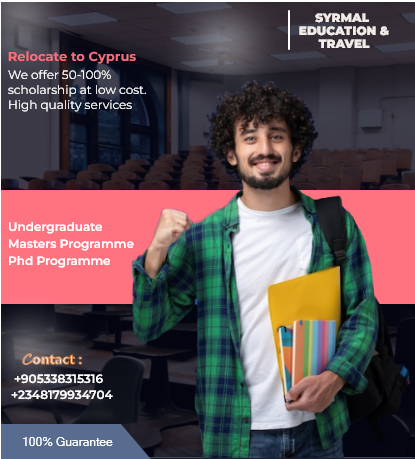 SYRMAL
EDUCATION &
TRAVEL
Relocate to Cyprus
We offer 50-100%
scholarship at low cost.
High quality services
Undergraduate
Masters Programme
Phd Programme
Contact :
+905338315316
+2348179934704
100% Guarantee